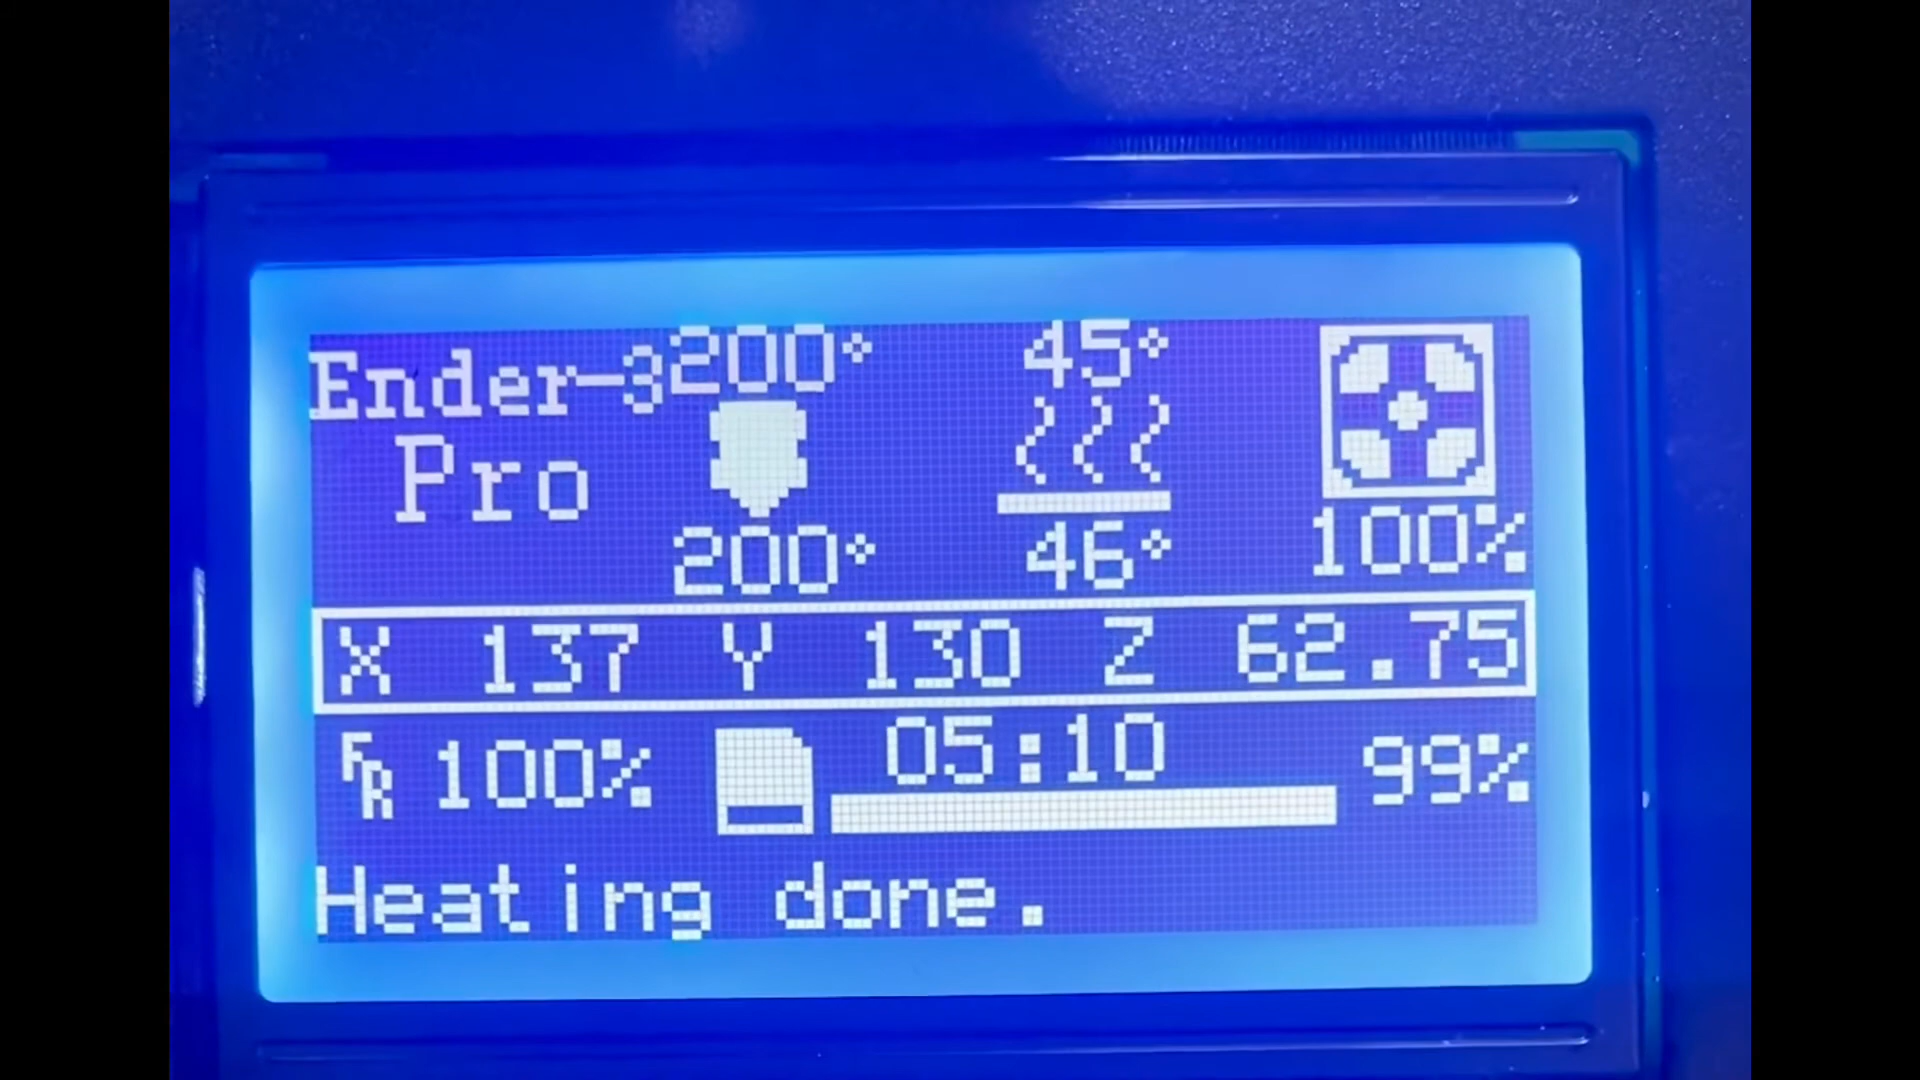 Ender-3 200° 45°
Pro
200° 46° 100%
X 137 Y 130 Z 62.75
FR 100% 05:10 99%
Heating done.